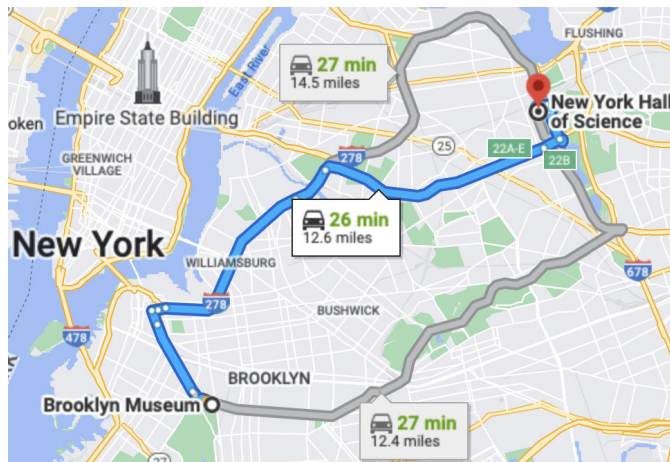 FLUSHING
27 min
14.5 miles
East River
New York Hall
of Science
Empire State Building
oken
25
22A-E
22B
GREENWICH
VILLAGE
278
26 min
12.6 miles
New York
WILLIAMSBURG
678
278
BUSHWICK
478
BROOKLYN
Brooklyn Museum
27 min
12.4 miles
27